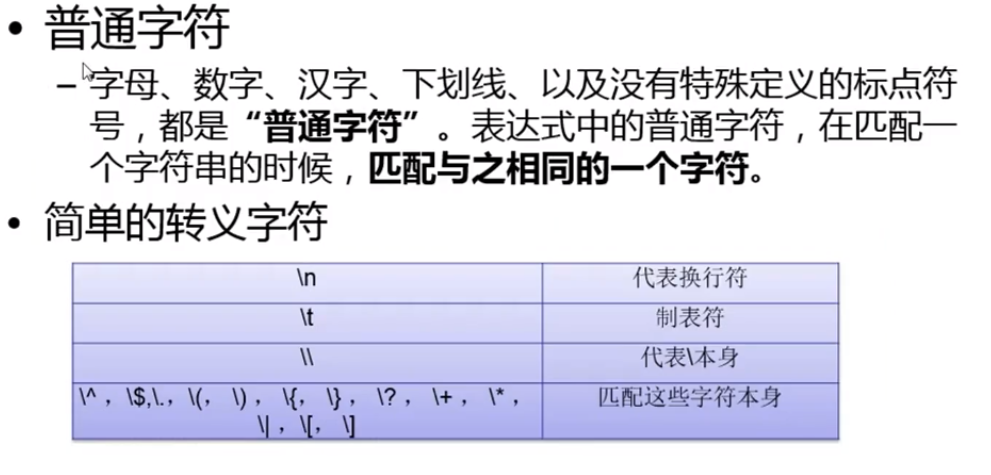 • 普通字符
– 字母、数字、汉字、下划线、以及没有特殊定义的标点符
号，都是“普通字符”。表达式中的普通字符，在匹配一
个字符串的时候，匹配与之相同的一个字符。
• 简单的转义字符
\n 代表换行符
\t 制表符
\\ 代表\本身
\^ ，\$,\.，\(， \) ， \{， \} ， \? ， \+ ， \* ， 匹配这些字符本身
\| ，\[， \]